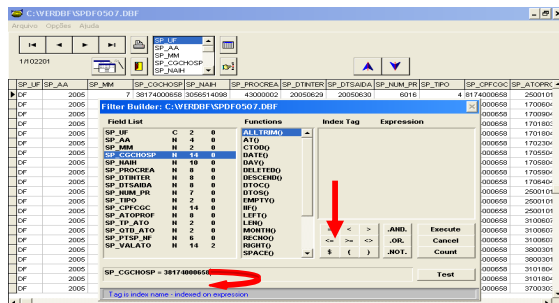 C:\VERDBF\SPDF0507.DBF
Arquivo Opções Ajuda
SP_UF
SP_AA
SP_MM
SP_CGCHOSP
SP_NAIH
1/102201
SP_UF SP_AA SP_MM SP_CGCHOSP SP_NAIH SP_PROCREA SP_DTINTER SP_DTSAIDA SP_NUM_PR SP_TIPO SP_CPFCGC SP_ATOPRO
DF 2005 7 38174000658 3056514098 43000002 20050629 20050630 6016 4 8174000658 2500101
Filter Builder: C:\VERDBF\SPDF0507.DBF
Field List Functions Index Tag Expression
SP_UF C 2 0
SP_AA N 4 0
SP_MM N 2 0
SP_CGCHOSP N 14 0
SP_NAIH N 10 0
SP_PROCREA N 8 0
SP_DTINTER N 8 0
SP_DTSAIDA N 8 0
SP_NUM_PR N 7 0
SP_TIPO N 2 0
SP_CPFCGC N 14 0
SP_ATOPROF N 8 0
SP_TP_ATO N 2 0
SP_QTD_ATO N 2 0
SP_PTSP_NF N 6 0
SP_VALATO N 14 2
ALLTRIM()
AT()
CTOD()
DATE()
DAY()
DELETED()
DESCEND()
DTOC()
DTOS()
EMPTY()
IIF()
LEFT()
LEN()
MONTH()
RECNO()
RIGHT()
SPACE()
< > .AND. Execute
<= >= <> .OR. Cancel
$ ( ) .NOT. Count
SP_CGCHOSP = 38174000658
Test
Tag is index name - indexed on expression